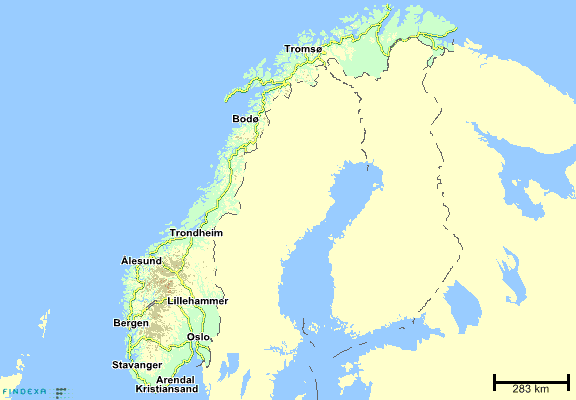 Tromsø
Bodø
Trondheim
Ålesund
Lillehammer
Bergen
Oslo
Stavanger
Arendal
Kristiansand
FINDEXA
283 km